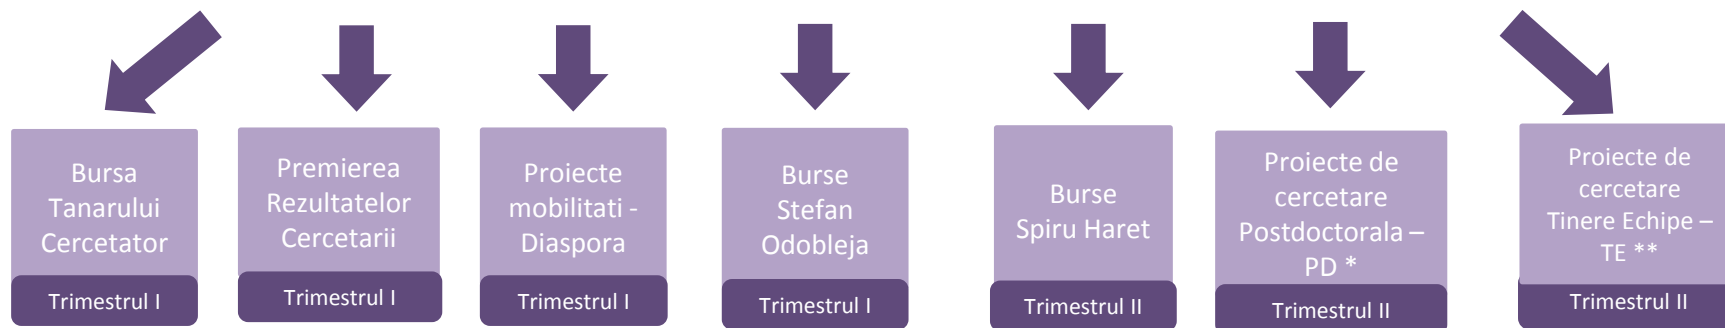 Bursa
Tanarului
Cercetator
Trimestrul I
Premierea
Rezultatelor
Cercetarii
Trimestrul I
Proiecte
mobilitati -
Diaspora
Trimestrul I
Burse
Stefan
Odobleja
Trimestrul I
Burse
Spiru Haret
Trimestrul II
Proiecte de
cercetare
Postdoctorala –
PD *
Trimestrul II
Proiecte de
cercetare
Tinere Echipe –
TE **
Trimestrul II